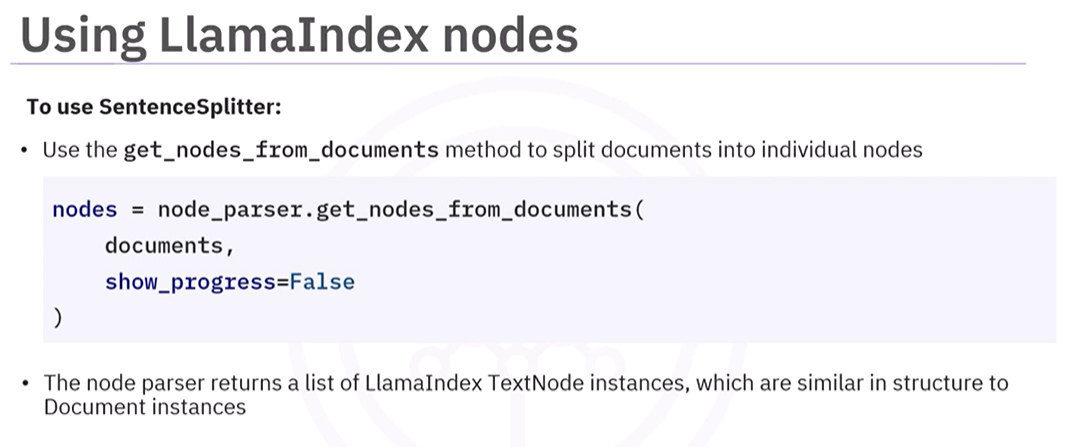 Using LlamaIndex nodes
To use SentenceSplitter:
• Use the get_nodes_from_documents method to split documents into individual nodes
nodes = node_parser.get_nodes_from_documents(
    documents,
    show_progress=False
)
• The node parser returns a list of LlamaIndex TextNode instances, which are similar in structure to
Document instances